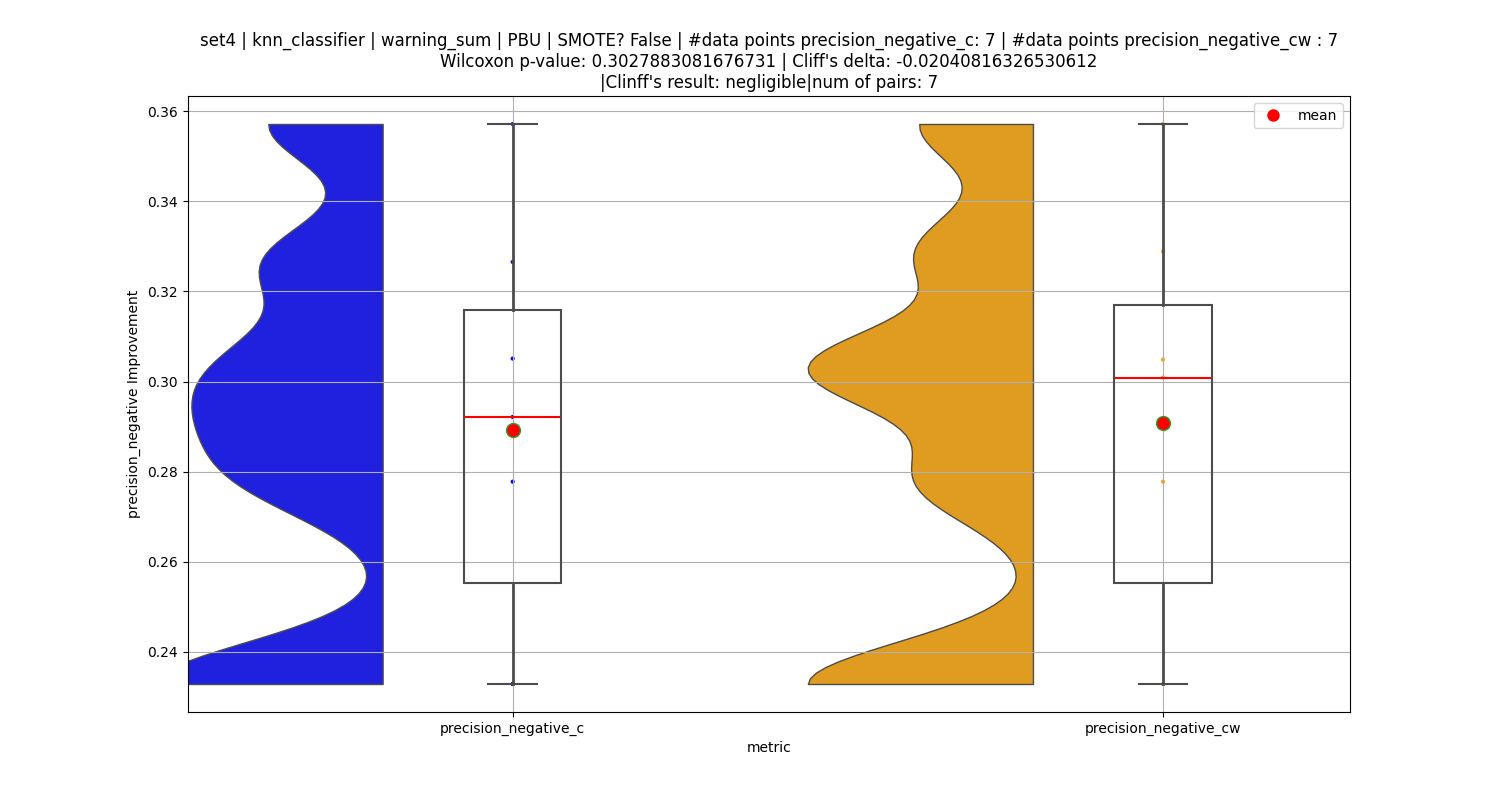 set4 | knn_classifier | warning_sum | PBU | SMOTE? False | #data points precision_negative_c: 7 | #data points precision_negative_cw : 7
Wilcoxon p-value: 0.3027883081676731 | Cliff's delta: -0.02040816326530612
|Clinff's result: negligible|num of pairs: 7
mean
precision_negative Improvement
0.36
0.34
0.32
0.30
0.28
0.26
0.24
precision_negative_c
precision_negative_cw
metric